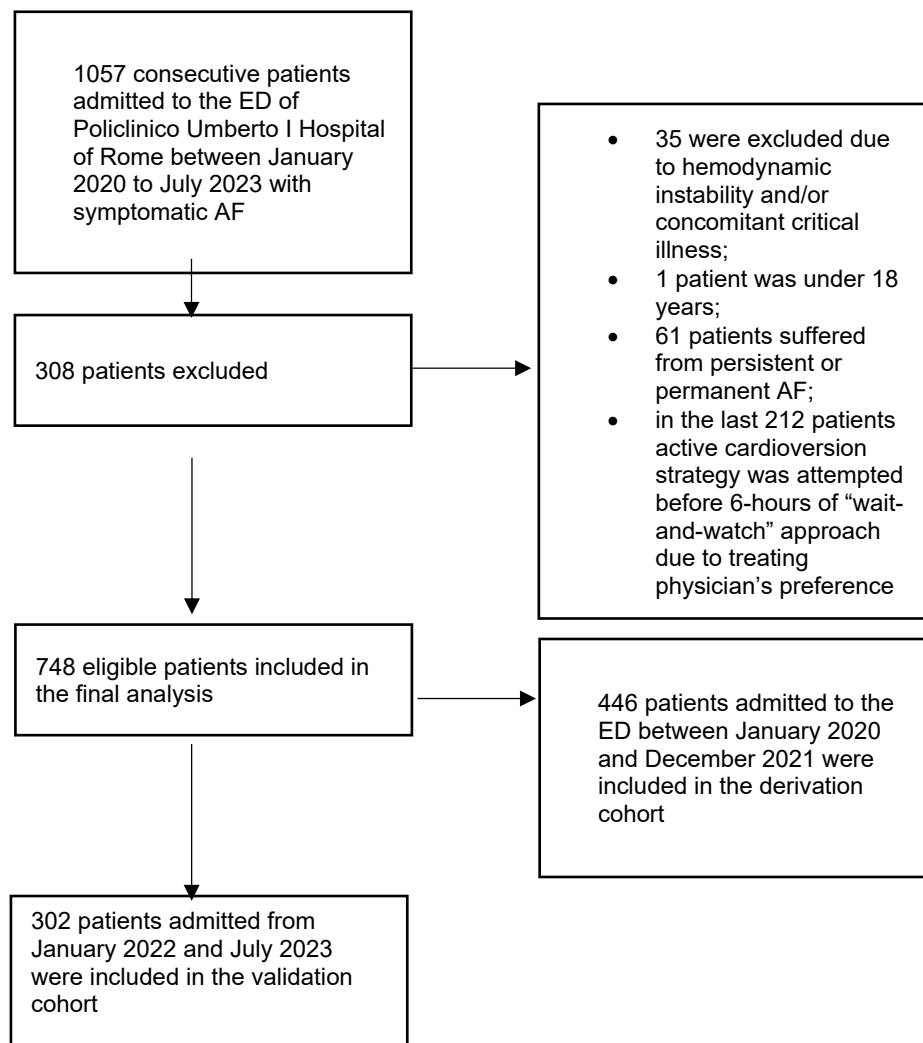 1057 consecutive patients
admitted to the ED of
Policlinico Umberto I Hospital
of Rome between January
2020 to July 2023 with
symptomatic AF
308 patients excluded
• 35 were excluded due
to hemodynamic
instability and/or
concomitant critical
illness;
• 1 patient was under 18
years;
• 61 patients suffered
from persistent or
permanent AF;
• in the last 212 patients
active cardioversion
strategy was attempted
before 6-hours of “wait-
and-watch” approach
due to treating
physician’s preference
748 eligible patients included in
the final analysis
446 patients admitted to the
ED between January 2020
and December 2021 were
included in the derivation
cohort
302 patients admitted from
January 2022 and July 2023
were included in the validation
cohort